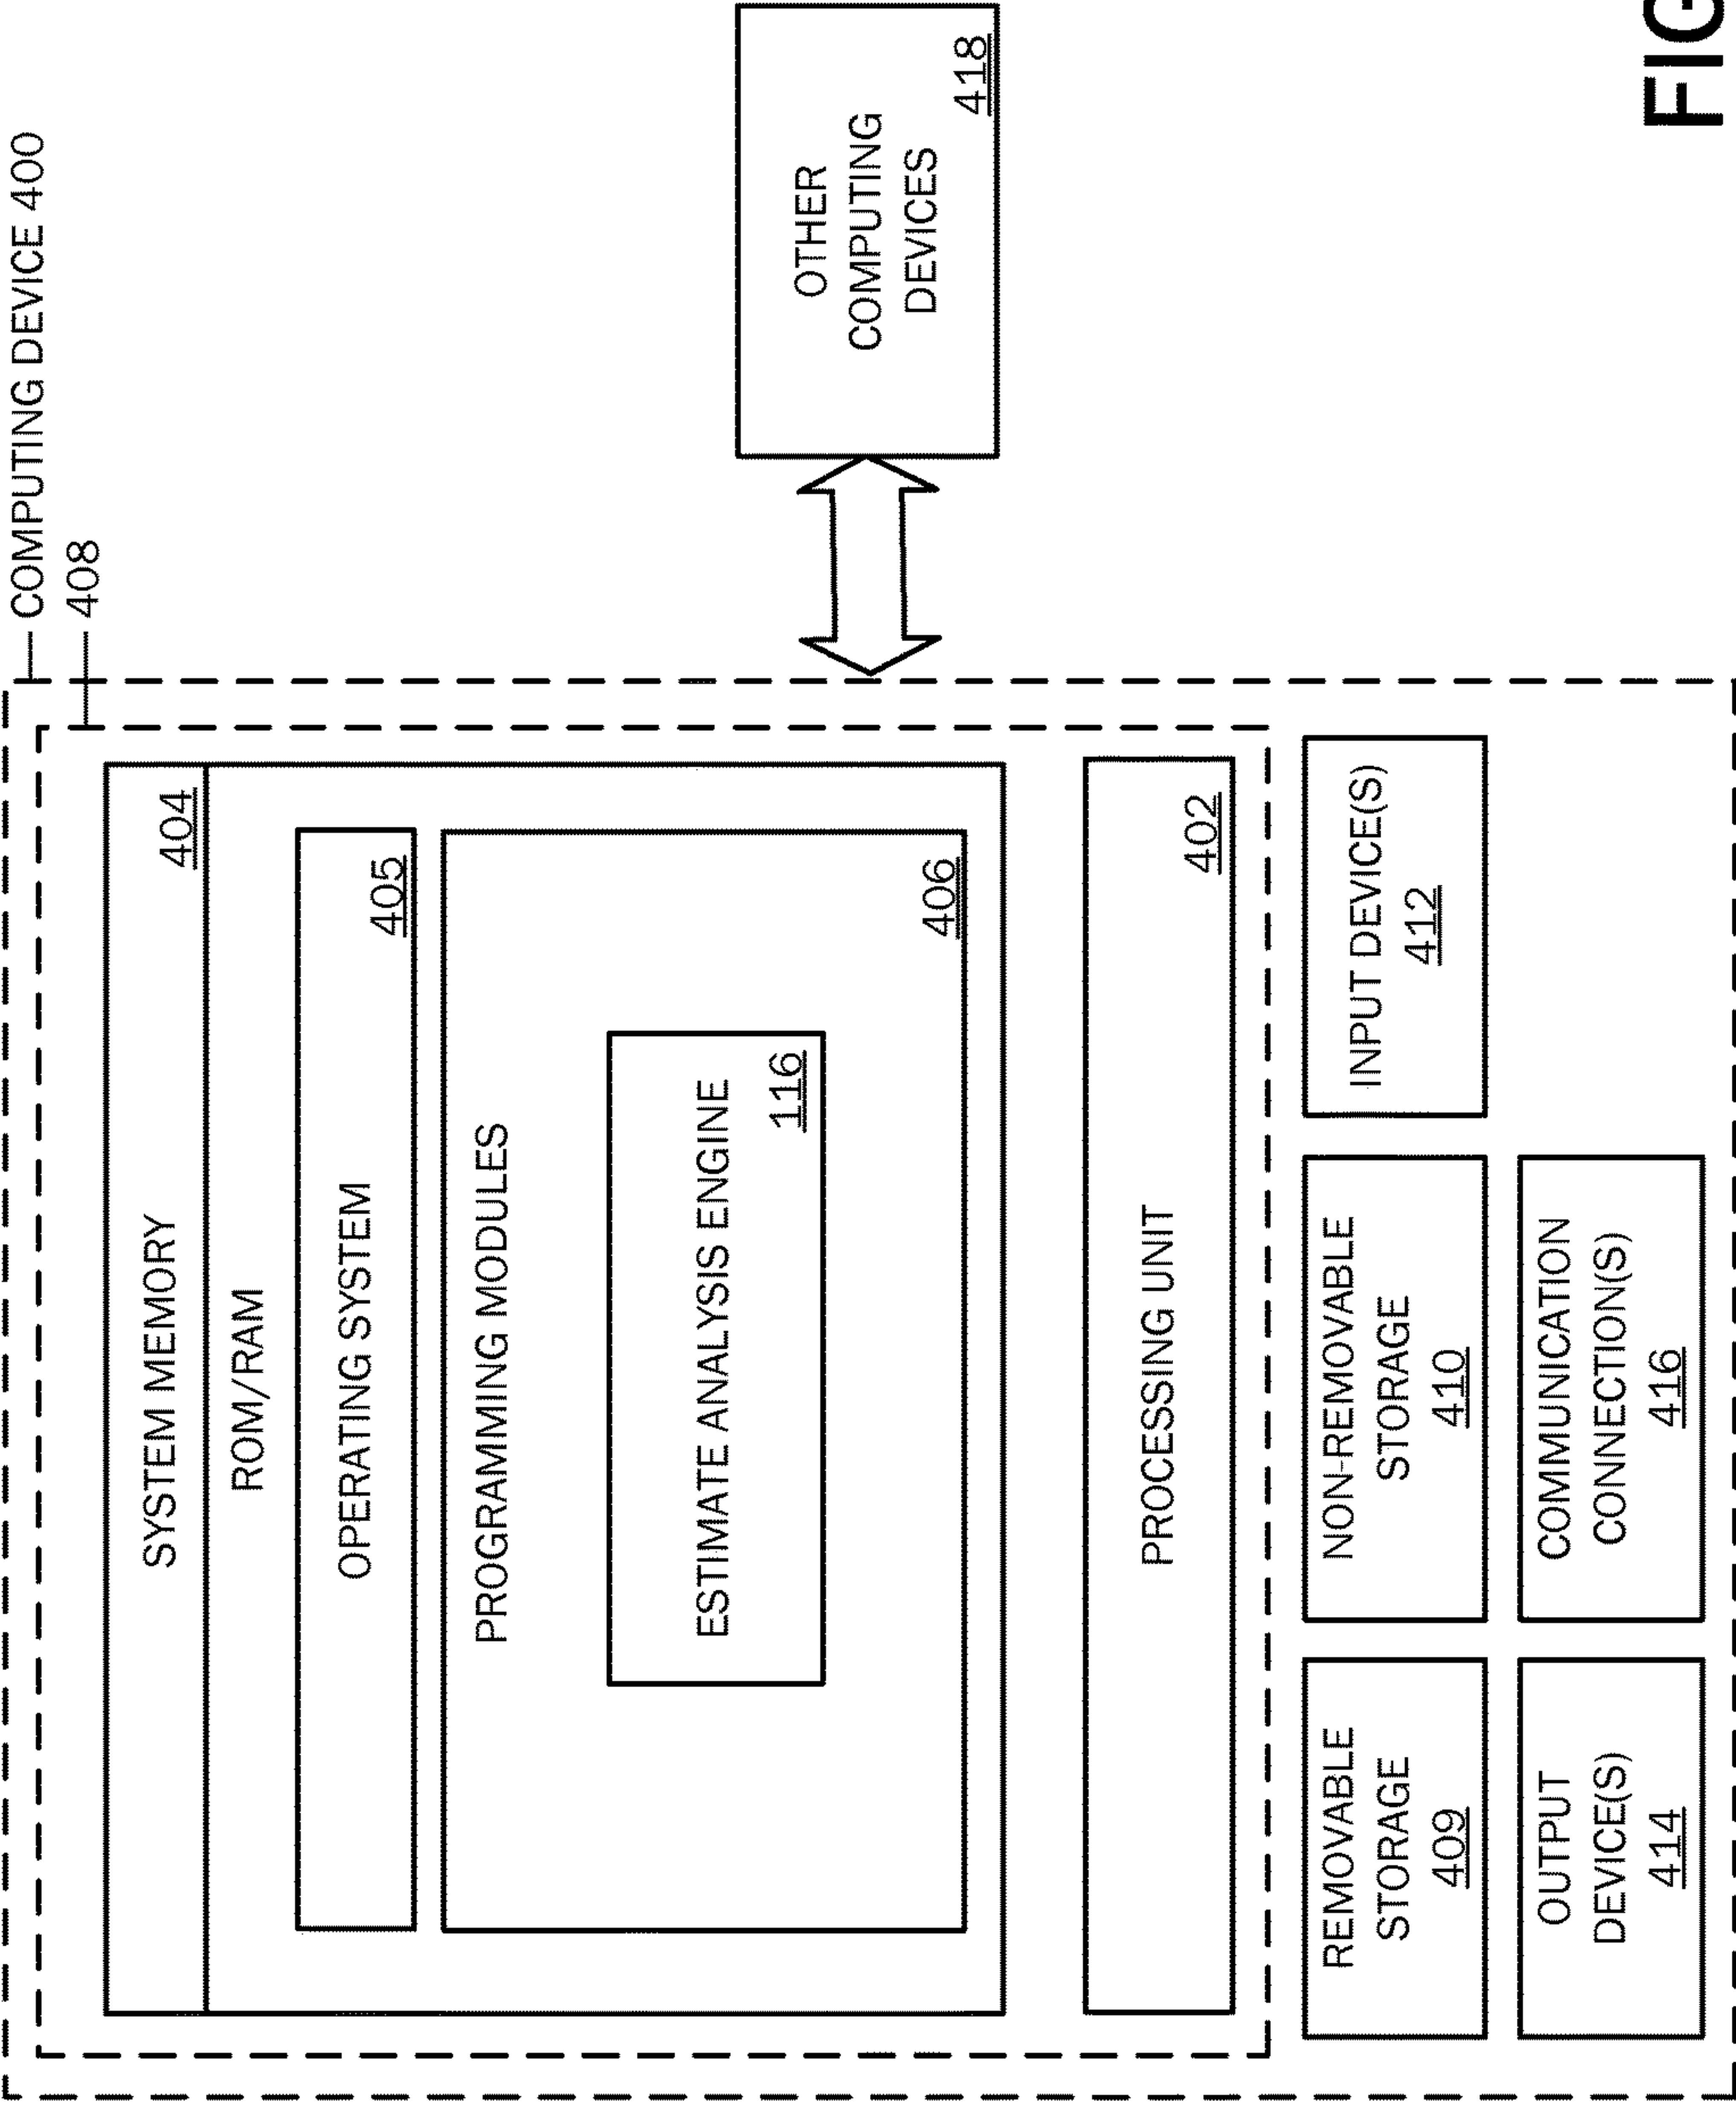 COMPUTING DEVICE 400
408
SYSTEM MEMORY
404
ROM/RAM
OPERATING SYSTEM
405
PROGRAMMING MODULES
ESTIMATE ANALYSIS ENGINE
116
406
PROCESSING UNIT
402
REMOVABLE
STORAGE
409
NON-REMOVABLE
STORAGE
410
INPUT DEVICE(S)
412
OUTPUT
DEVICE(S)
414
COMMUNICATION
CONNECTION(S)
416
OTHER
COMPUTING
DEVICES
418
FIG